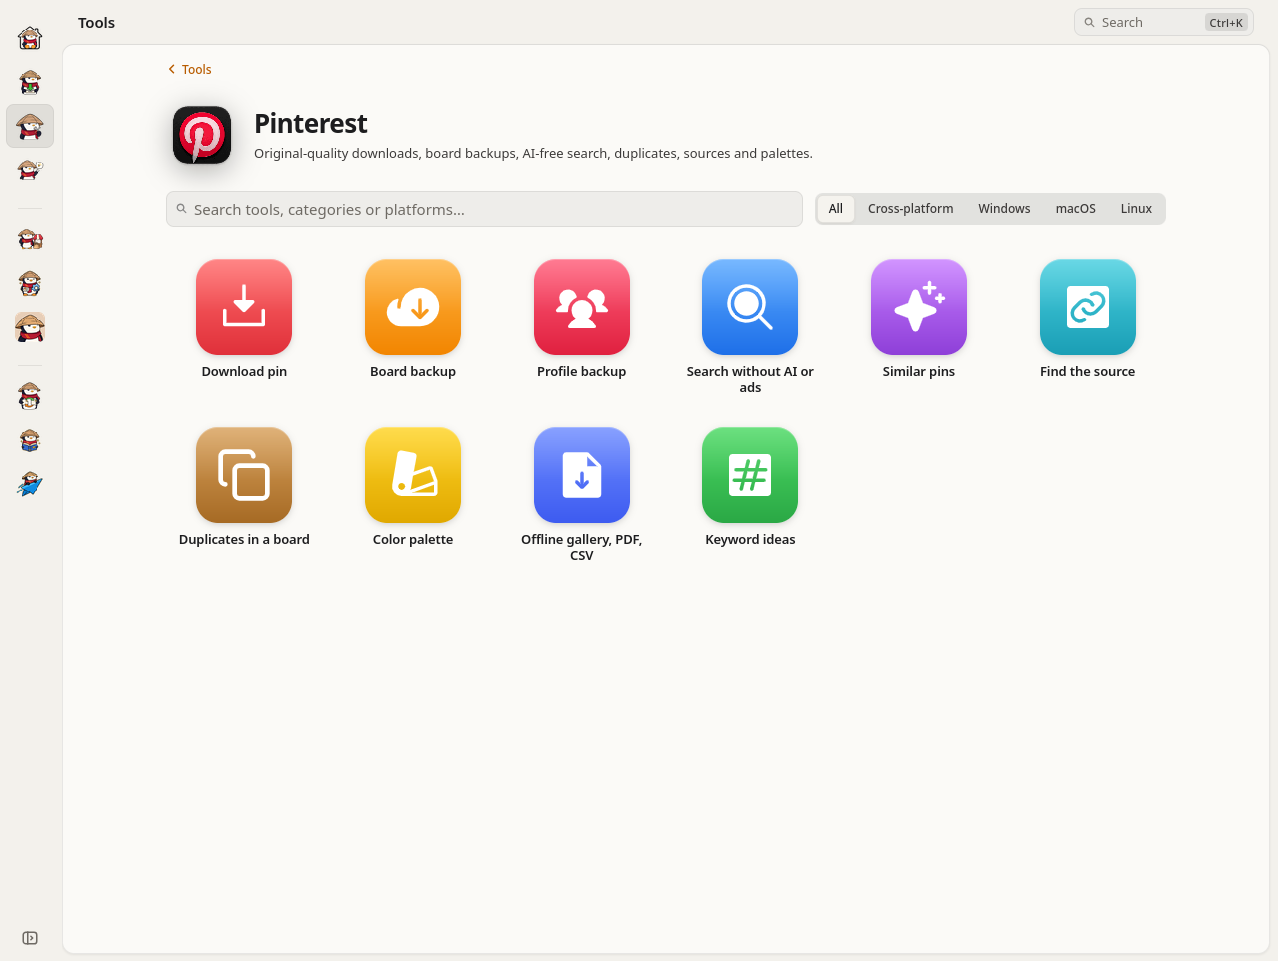 Tools
Search
Ctrl+K
Tools
Pinterest
Original-quality downloads, board backups, AI-free search, duplicates, sources and palettes.
Search tools, categories or platforms...
All
Cross-platform
Windows
macOS
Linux
Download pin
Board backup
Profile backup
Search without AI or
ads
Similar pins
Find the source
Duplicates in a board
Color palette
Offline gallery, PDF,
CSV
Keyword ideas